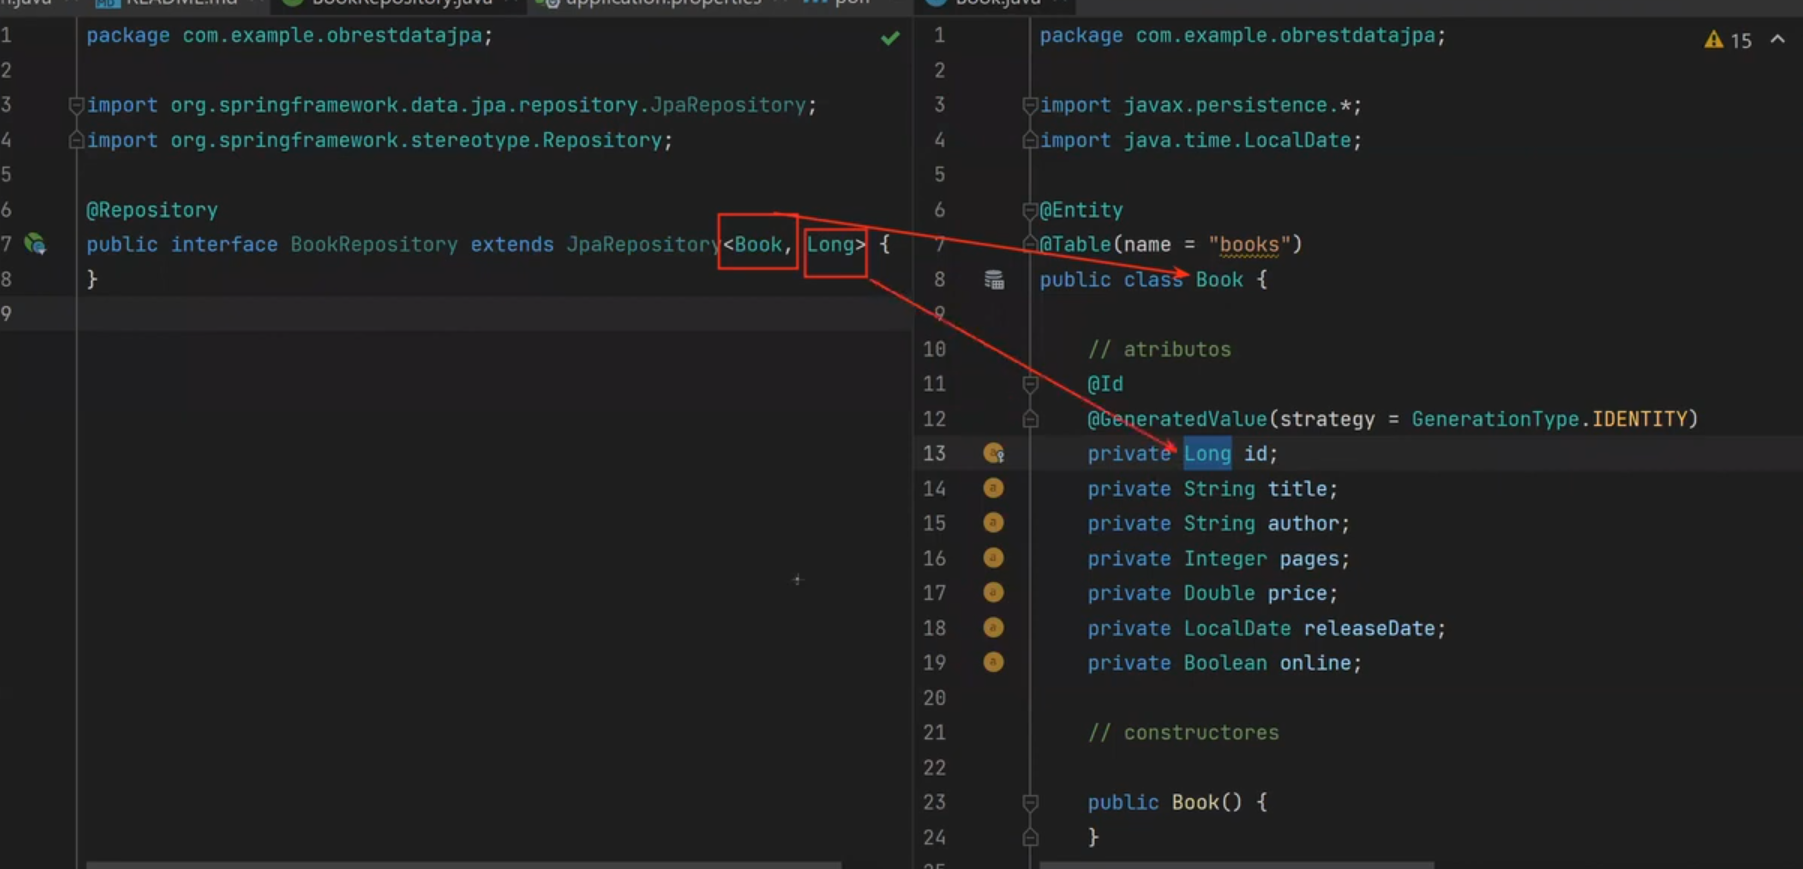 README.md
BookRepository.java
application.properties
Book.java
1 package com.example.obrestdatajpa;
2
3 import org.springframework.data.jpa.repository.JpaRepository;
4 import org.springframework.stereotype.Repository;
5
6 @Repository
7 public interface BookRepository extends JpaRepository<Book, Long> {
8 }
9
15
1 package com.example.obrestdatajpa;
2
3 import javax.persistence.*;
4 import java.time.LocalDate;
5
6 @Entity
7 @Table(name = "books")
8 public class Book {
9
10 // atributos
11 @Id
12 @GeneratedValue(strategy = GenerationType.IDENTITY)
13 private Long id;
14 private String title;
15 private String author;
16 private Integer pages;
17 private Double price;
18 private LocalDate releaseDate;
19 private Boolean online;
20
21 // constructores
22
23 public Book() {
24 }